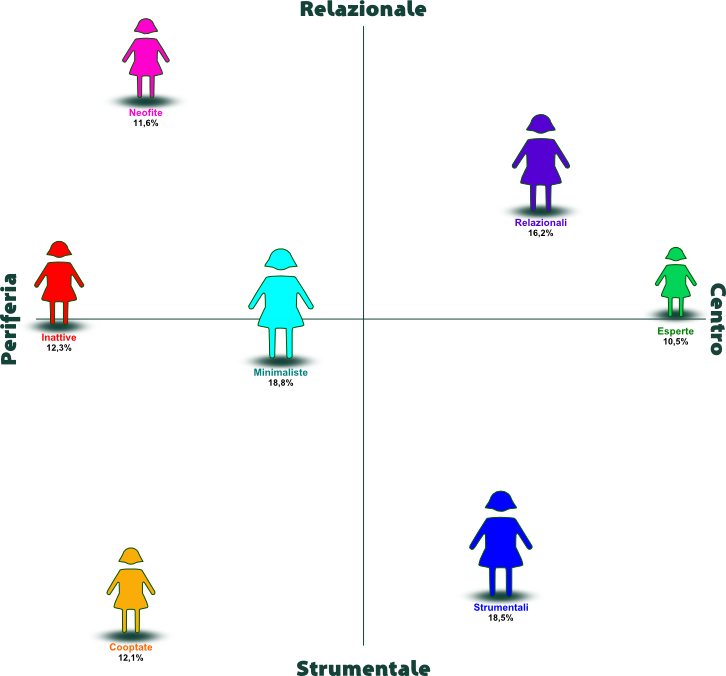 Relazionale
Neofite
11,6%
Relazionali
16,2%
Periferia
Centro
Inattive
12,3%
Esperte
10,5%
Minimaliste
18,8%
Strumentali
18,5%
Cooptate
12,1%
Strumentale